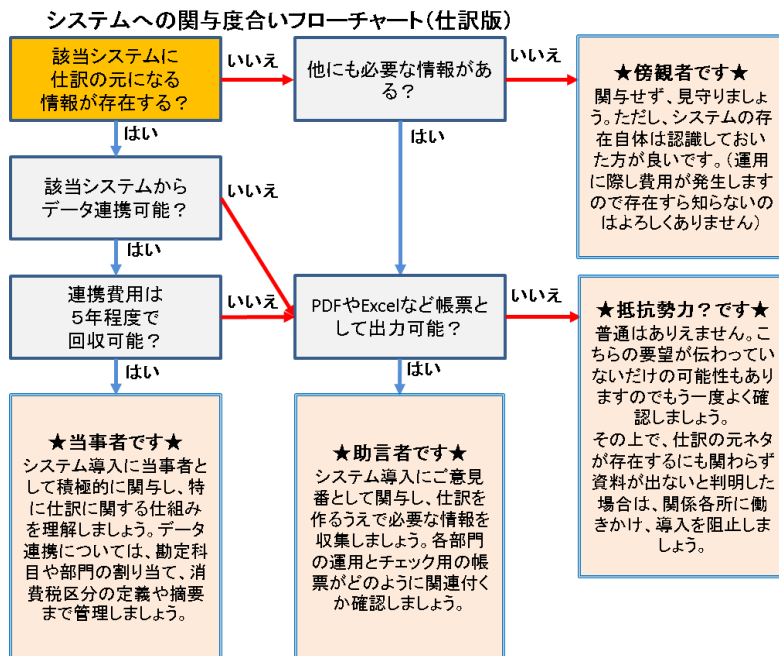 システムへの関与度合いフローチャート(仕訳版)
該当システムに
仕訳の元になる
情報が存在する?
いいえ
他にも必要な情報があ
る?
いいえ
★傍観者です★
関与せず、見守りましょ
う。ただし、システムの存
在自体は認識しておい
た方が良いです。(運用
に際し費用が発生します
ので存在すら知らないの
はよろしくありません)
はい
はい
該当システムから
データ連携可能?
いいえ
はい
連携費用は
5年程度で
回収可能?
いいえ
PDFやExcelなど帳票と
して出力可能?
いいえ
★抵抗勢力?です★
普通はありえません。こ
ちらの要望が伝わってい
ないだけの可能性もあり
ますのでもう一度よく確
認しましょう。
その上で、仕訳の元ネタ
が存在するにも関わらず
資料が出ないと判明した
場合は、関係各所に働
きかけ、導入を阻止しま
しょう。
はい
はい
★当事者です★
システム導入に当事者と
して積極的に関与し、特
に仕訳に関する仕組み
を理解しましょう。データ
連携については、勘定科
目や部門の割り当て、消
費税区分の定義や摘要
まで管理しましょう。
★助言者です★
システム導入にご意見
番として関与し、仕訳を
作るうえで必要な情報を
収集しましょう。各部門
の運用とチェック用の帳
票がどのように関連付く
か確認しましょう。